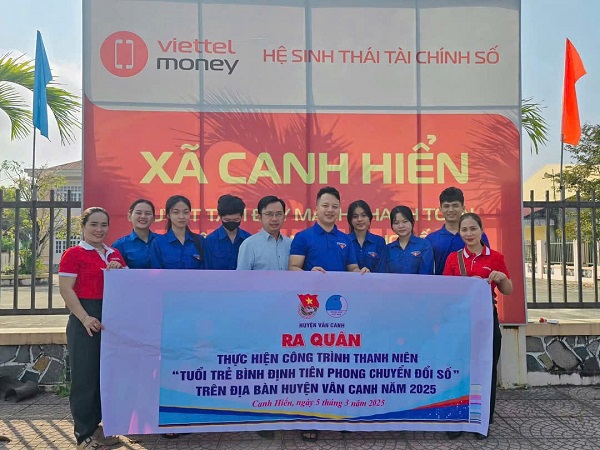 viettel
money
HỆ SINH THÁI TÀI CHÍNH SỐ
XÃ CANH HIỂN
HUYỆN VÂN CANH
RA QUÂN
THỰC HIỆN CÔNG TRÌNH THANH NIÊN
“TUỔI TRẺ BÌNH ĐỊNH TIÊN PHONG CHUYỂN ĐỔI SỐ”
TRÊN ĐỊA BÀN HUYỆN VÂN CANH NĂM 2025
Canh Hiển, ngày 5 tháng 3 năm 2025